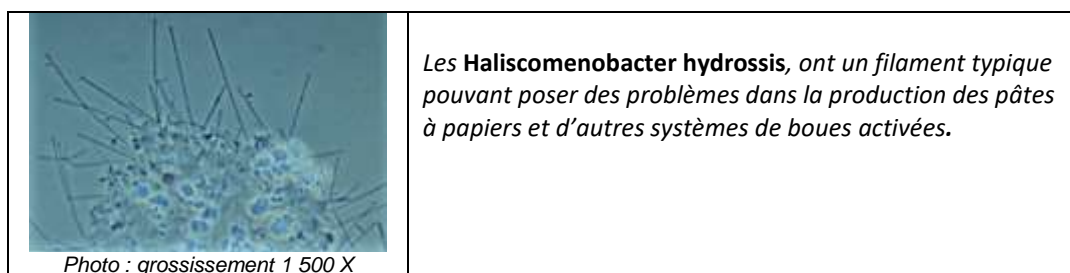 Les Haliscomenobacter hydrossis, ont un filament typique
pouvant poser des problèmes dans la production des pâtes
à papiers et d’autres systèmes de boues activées.
Photo : grossissement 1 500 X